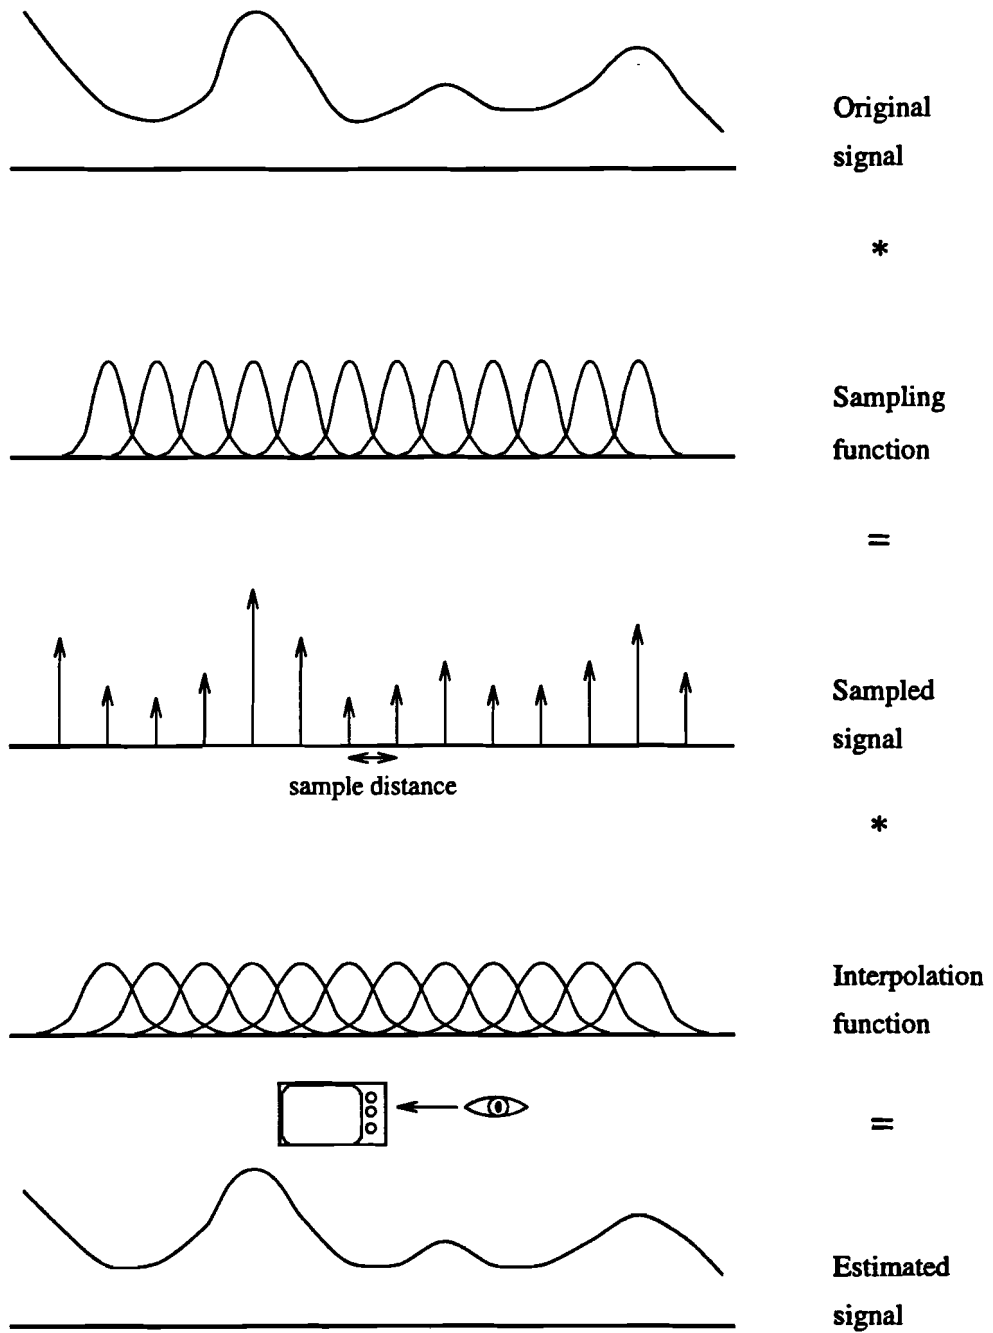 Original
signal
*
Sampling
function
=
Sampled
signal
sample distance
*
Interpolation
function
=
Estimated
signal